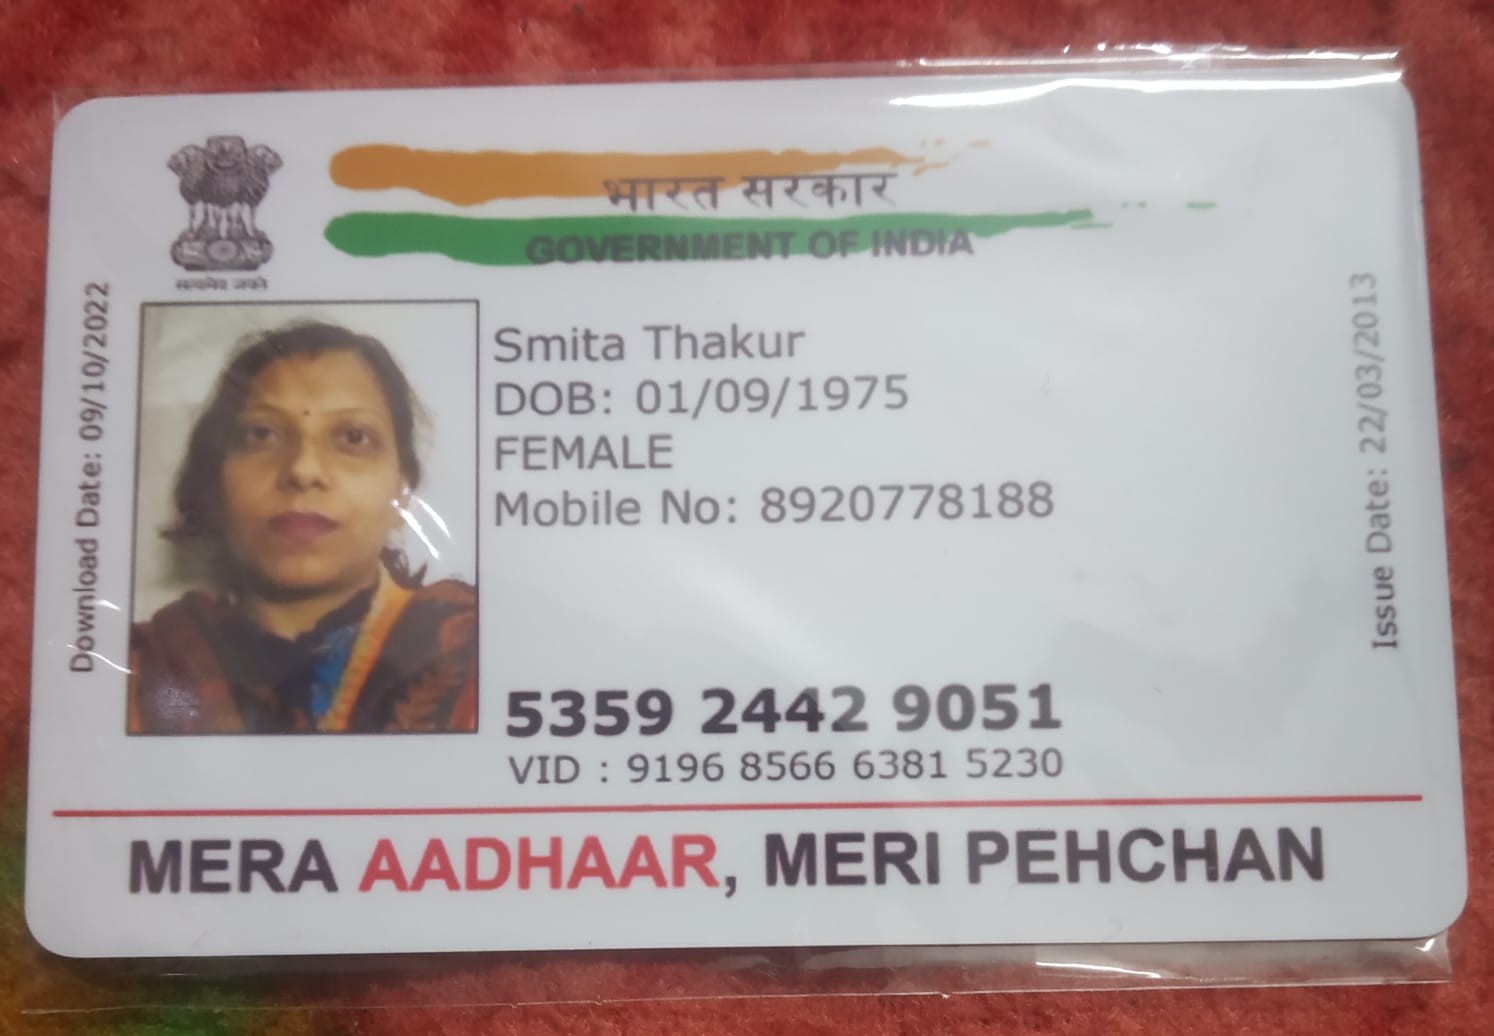 भारत सरकार
GOVERNMENT OF INDIA
सत्यमेव जयते
Download Date: 09/10/2022
Smita Thakur
DOB: 01/09/1975
FEMALE
Mobile No: 8920778188
Issue Date: 22/03/2013
5359 2442 9051
VID : 9196 8566 6381 5230
MERA AADHAAR, MERI PEHCHAN